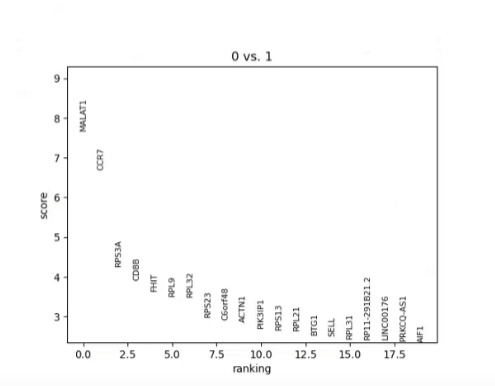 0 vs. 1
9
8
7
6
5
4
3
score
MALAT1
CCR7
RPS3A
CD8B
FHIT
RPL9
RPL32
RPS23
C6orf48
ACTN1
PIK3IP1
RPS13
RPL21
BTG1
SELL
RPL31
RP11-291B21.2
LINC00176
PRKCQ-AS1
AIF1
0.0 2.5 5.0 7.5 10.0 12.5 15.0 17.5
ranking